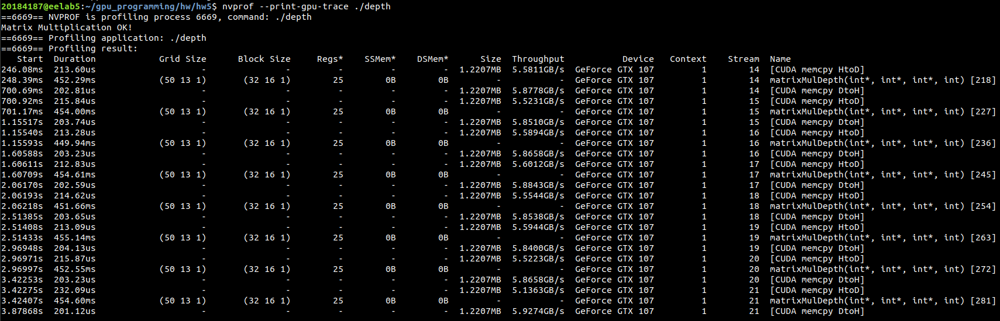 20184187@eelab5:~/gpu_programming/hw/hw5$ nvprof --print-gpu-trace ./depth
==6669== NVPROF is profiling process 6669, command: ./depth
Matrix Multiplication OK!
==6669== Profiling application: ./depth
==6669== Profiling result:
Start Duration Grid Size Block Size Regs* SSMem* DSMem* Size Throughput Device Context Stream Name
246.08ms 213.60us - - - - - 1.2207MB 5.5811GB/s GeForce GTX 107 1 14 [CUDA memcpy HtoD]
248.39ms 452.29ms (50 13 1) (32 16 1) 25 0B 0B - - GeForce GTX 107 1 14 matrixMulDepth(int*, int*, int*, int) [218]
700.69ms 202.81us - - - - - 1.2207MB 5.8778GB/s GeForce GTX 107 1 14 [CUDA memcpy DtoH]
700.92ms 215.84us - - - - - 1.2207MB 5.5231GB/s GeForce GTX 107 1 15 [CUDA memcpy HtoD]
701.17ms 454.00ms (50 13 1) (32 16 1) 25 0B 0B - - GeForce GTX 107 1 15 matrixMulDepth(int*, int*, int*, int) [227]
1.15517s 203.74us - - - - - 1.2207MB 5.8510GB/s GeForce GTX 107 1 15 [CUDA memcpy DtoH]
1.15540s 213.28us - - - - - 1.2207MB 5.5894GB/s GeForce GTX 107 1 16 [CUDA memcpy HtoD]
1.15593s 449.94ms (50 13 1) (32 16 1) 25 0B 0B - - GeForce GTX 107 1 16 matrixMulDepth(int*, int*, int*, int) [236]
1.60588s 203.23us - - - - - 1.2207MB 5.8658GB/s GeForce GTX 107 1 16 [CUDA memcpy DtoH]
1.60611s 212.83us - - - - - 1.2207MB 5.6012GB/s GeForce GTX 107 1 17 [CUDA memcpy HtoD]
1.60709s 454.61ms (50 13 1) (32 16 1) 25 0B 0B - - GeForce GTX 107 1 17 matrixMulDepth(int*, int*, int*, int) [245]
2.06170s 202.59us - - - - - 1.2207MB 5.8843GB/s GeForce GTX 107 1 17 [CUDA memcpy DtoH]
2.06193s 214.62us - - - - - 1.2207MB 5.5544GB/s GeForce GTX 107 1 18 [CUDA memcpy HtoD]
2.06218s 451.66ms (50 13 1) (32 16 1) 25 0B 0B - - GeForce GTX 107 1 18 matrixMulDepth(int*, int*, int*, int) [254]
2.51385s 203.65us - - - - - 1.2207MB 5.8538GB/s GeForce GTX 107 1 18 [CUDA memcpy DtoH]
2.51408s 213.09us - - - - - 1.2207MB 5.5944GB/s GeForce GTX 107 1 19 [CUDA memcpy HtoD]
2.51433s 455.14ms (50 13 1) (32 16 1) 25 0B 0B - - GeForce GTX 107 1 19 matrixMulDepth(int*, int*, int*, int) [263]
2.96948s 204.13us - - - - - 1.2207MB 5.8400GB/s GeForce GTX 107 1 19 [CUDA memcpy DtoH]
2.96971s 215.87us - - - - - 1.2207MB 5.5223GB/s GeForce GTX 107 1 20 [CUDA memcpy HtoD]
2.96997s 452.55ms (50 13 1) (32 16 1) 25 0B 0B - - GeForce GTX 107 1 20 matrixMulDepth(int*, int*, int*, int) [272]
3.42253s 203.23us - - - - - 1.2207MB 5.8658GB/s GeForce GTX 107 1 20 [CUDA memcpy DtoH]
3.42275s 232.09us - - - - - 1.2207MB 5.1363GB/s GeForce GTX 107 1 21 [CUDA memcpy HtoD]
3.42407s 454.60ms (50 13 1) (32 16 1) 25 0B 0B - - GeForce GTX 107 1 21 matrixMulDepth(int*, int*, int*, int) [281]
3.87868s 201.12us - - - - - 1.2207MB 5.9274GB/s GeForce GTX 107 1 21 [CUDA memcpy DtoH]